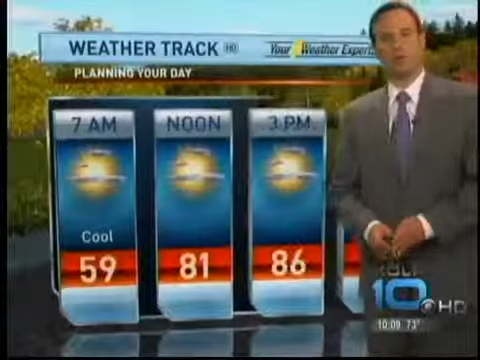 WEATHER TRACK HD
Your Weather Experts
PLANNING YOUR DAY
7 AM
NOON
3 P.M.
Cool
59
81
86
10
HD
10:09 73°